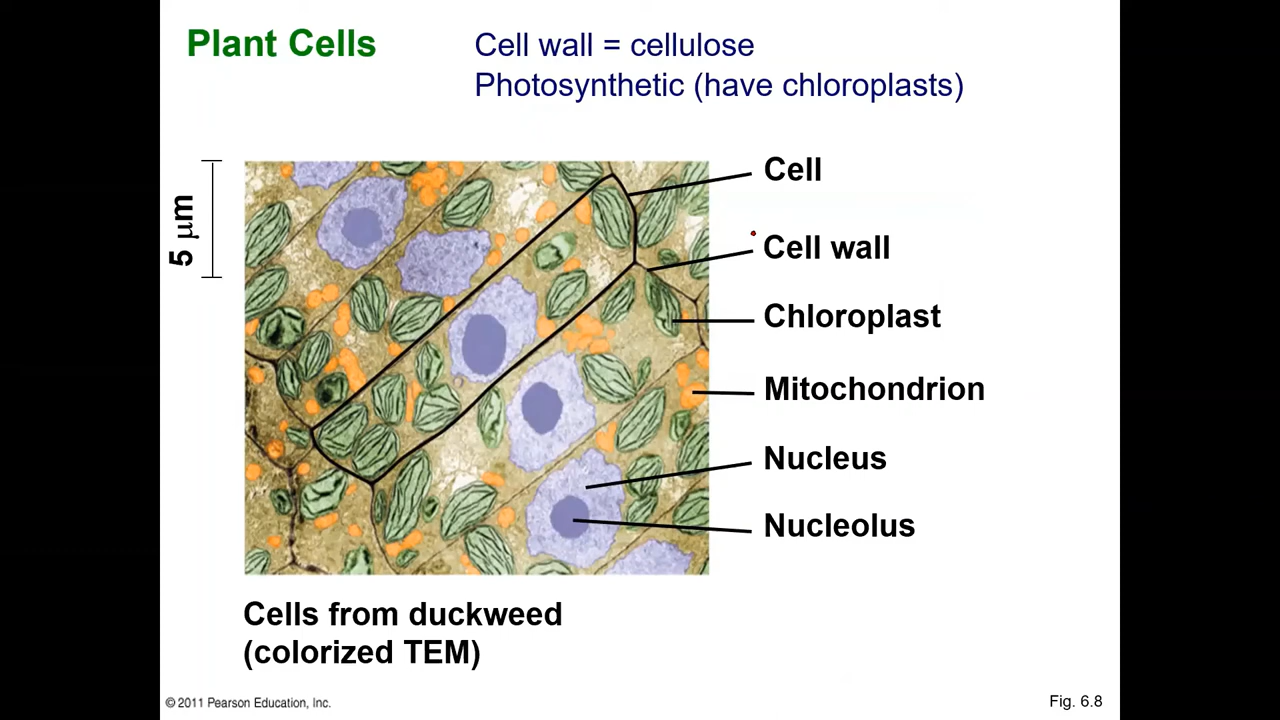 Plant Cells
Cell wall = cellulose
Photosynthetic (have chloroplasts)
5 μm
Cell
Cell wall
Chloroplast
Mitochondrion
Nucleus
Nucleolus
Cells from duckweed
(colorized TEM)
© 2011 Pearson Education, Inc.
Fig. 6.8